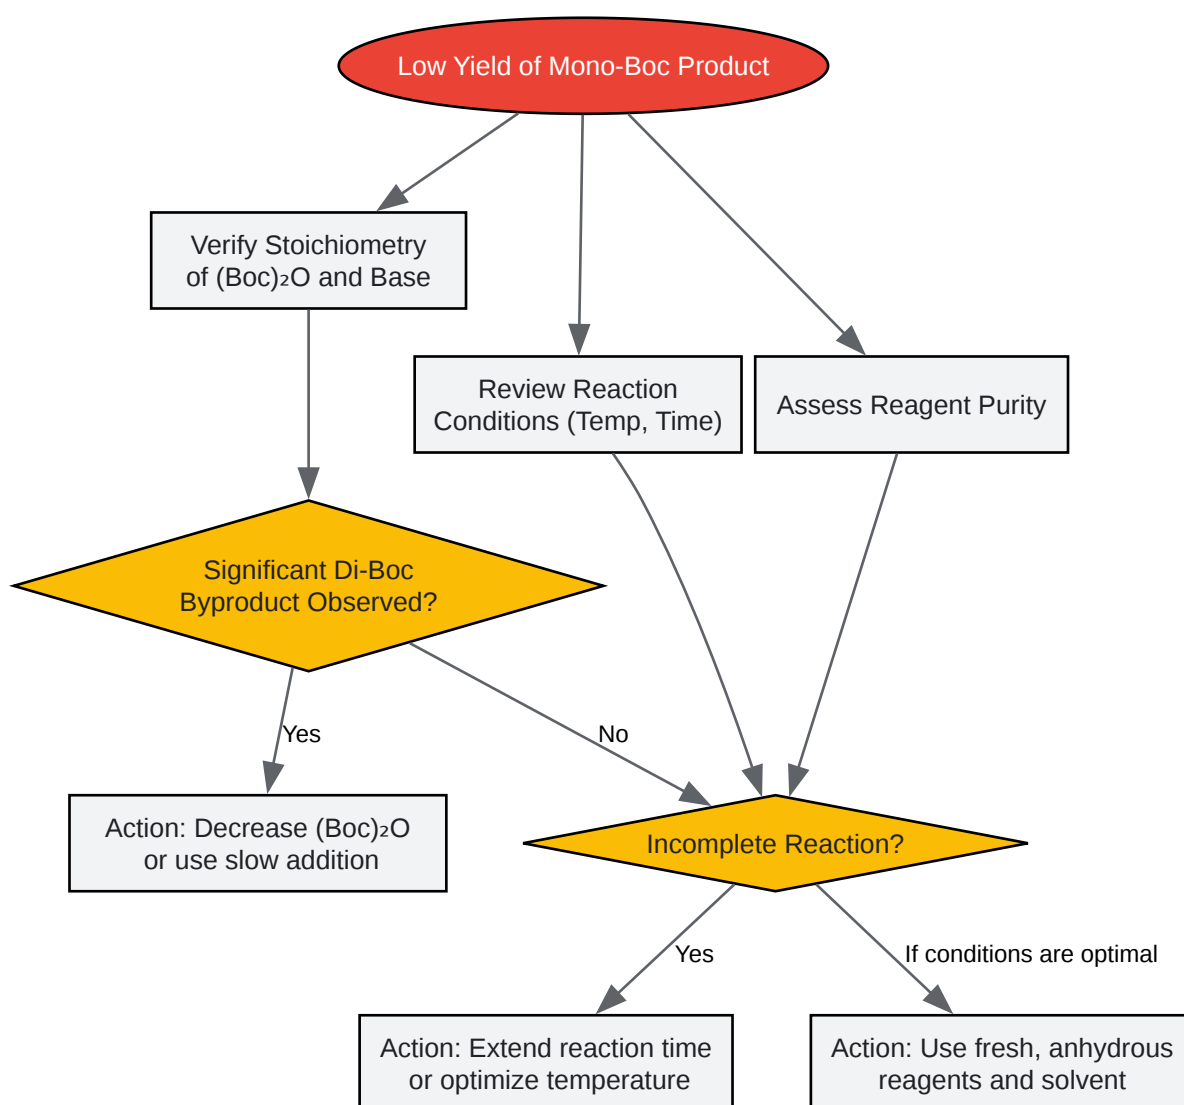 Low Yield of Mono-Boc Product
Verify Stoichiometry
of (Boc)₂O and Base
Review Reaction
Conditions (Temp, Time)
Assess Reagent Purity
Significant Di-Boc
Byproduct Observed?
Yes
No
Action: Decrease (Boc)₂O
or use slow addition
Incomplete Reaction?
Yes
If conditions are optimal
Action: Extend reaction time
or optimize temperature
Action: Use fresh, anhydrous
reagents and solvent